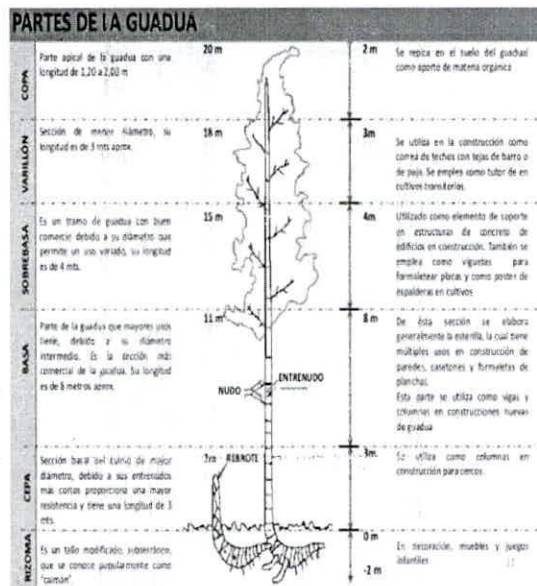 PARTES DE LA GUADUA
COPA
Parte apical de la guadua con una
longitud de 1,20 a 2,00 m
20 m
2 m
Se repica en el suelo del guadual
como aporte de materia orgánica
VARILLÓN
Sección de menor diámetro, su
longitud es de 3 mts aprox.
18 m
3m
Se utiliza en la construcción como
correa de techos con tejas de barro o
de paja. Se emplea como tutor de en
cultivos transitorios.
SOBREBASA
Es un tramo de guadua con buen
comercio debido a su diámetro que
permite un uso variado, su longitud
es de 4 mts.
15 m
4m
Utilizado como elemento de soporte
en estructuras de concreto de
edificios en construcción. También se
emplea como viguetas para
formaletear placas y como poster de
espalderas en cultivos
BASA
Parte de la guadua que mayores usos
tiene, debido a su diámetro
intermedio. Es la sección más
comercial de la guadua. Su longitud
es de 8 metros aprox.
11 m
8 m
NUDO
ENTRENUDO
De ésta sección se elabora
generalmente la esterilla, la cual tiene
múltiples usos en construcción de
paredes, casetones y formaletas de
planchas.
Esta parte se utiliza como vigas y
columnas en construcciones nuevas
de guadua
CEPA
Sección basal del culmo de mayor
diámetro, debido a sus entrenudos
más cortos proporciona una mayor
resistencia y tiene una longitud de 3
mts.
3m
REBROTE
3m
Se utiliza como columnas en
construcción para cercos.
RIZOMA
Es un tallo modificado, subterráneo,
que se conoce popularmente como
"caimán".
0 m
-2 m
En decoración, muebles y juegos
infantiles